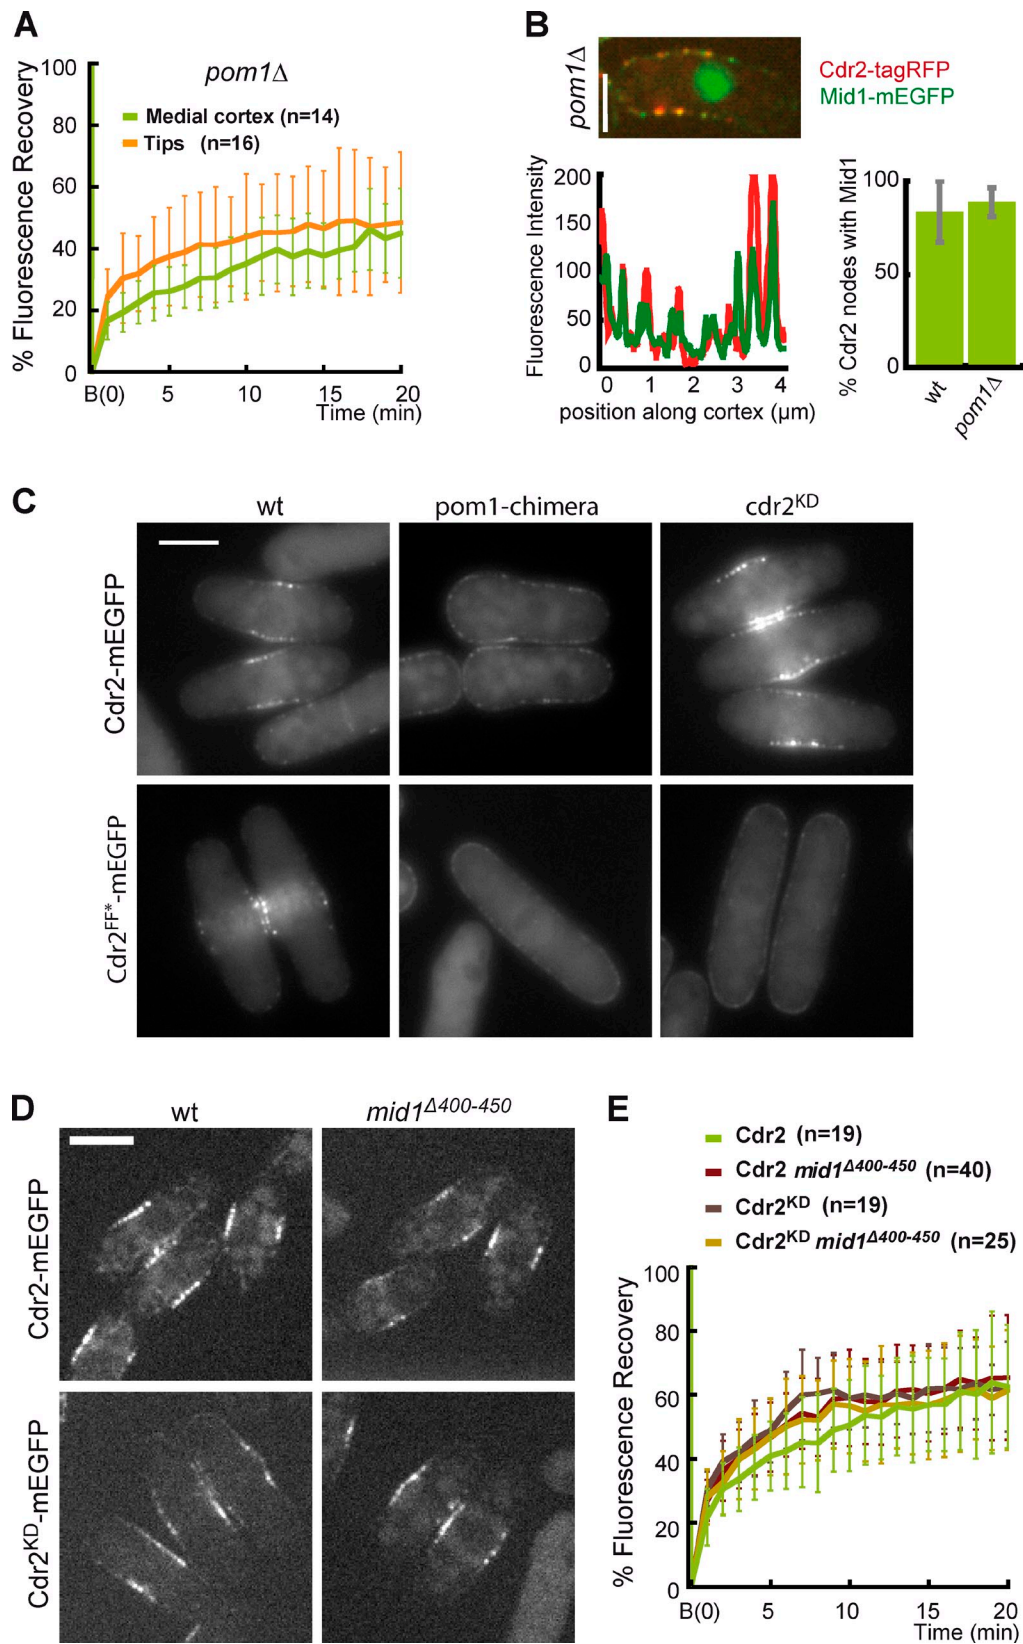 A
pom1Δ
Medial cortex (n=14)
Tips (n=16)
% Fluorescence Recovery
100
80
60
40
20
0
B(0) 5 10 15 20
Time (min)
B
pom1Δ
Cdr2-tagRFP
Mid1-mEGFP
Fluorescence Intensity
200
150
100
50
0
0 1 2 3 4
position along cortex (µm)
% Cdr2 nodes with Mid1
100
50
0
wt
pom1Δ
C
wt pom1-chimera cdr2KD
Cdr2-mEGFP
Cdr2FF*-mEGFP
D
wt mid1Δ400-450
Cdr2-mEGFP
Cdr2KD-mEGFP
E
Cdr2 (n=19)
Cdr2 mid1Δ400-450 (n=40)
Cdr2KD (n=19)
Cdr2KD mid1Δ400-450 (n=25)
% Fluorescence Recovery
100
80
60
40
20
0
B(0) 5 10 15 20
Time (min)